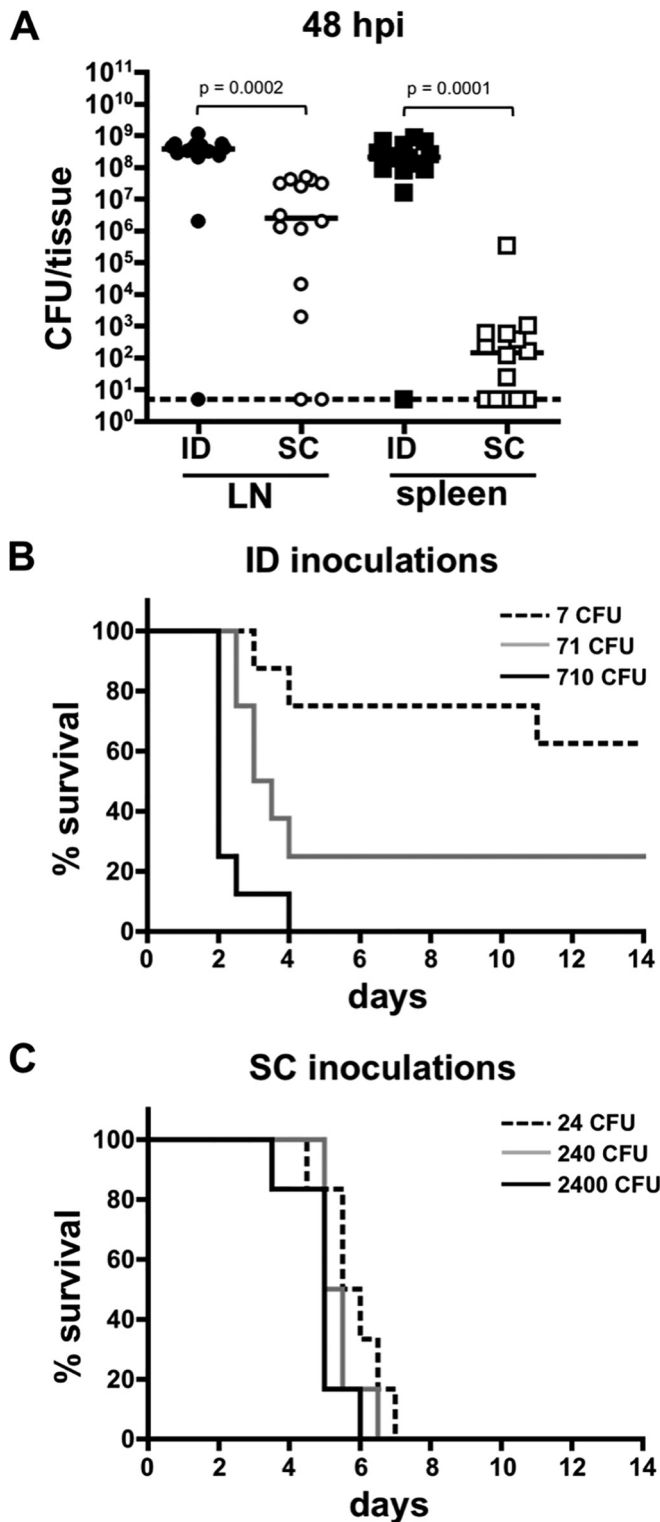 A
48 hpi
p = 0.0002
p = 0.0001
CFU/tissue
10¹¹
10¹⁰
10⁹
10⁸
10⁷
10⁶
10⁵
10⁴
10³
10²
10¹
10⁰
ID SC ID SC
LN spleen
B
ID inoculations
7 CFU
71 CFU
710 CFU
% survival
100
80
60
40
20
0
0 2 4 6 8 10 12 14
days
C
SC inoculations
24 CFU
240 CFU
2400 CFU
% survival
100
80
60
40
20
0
0 2 4 6 8 10 12 14
days